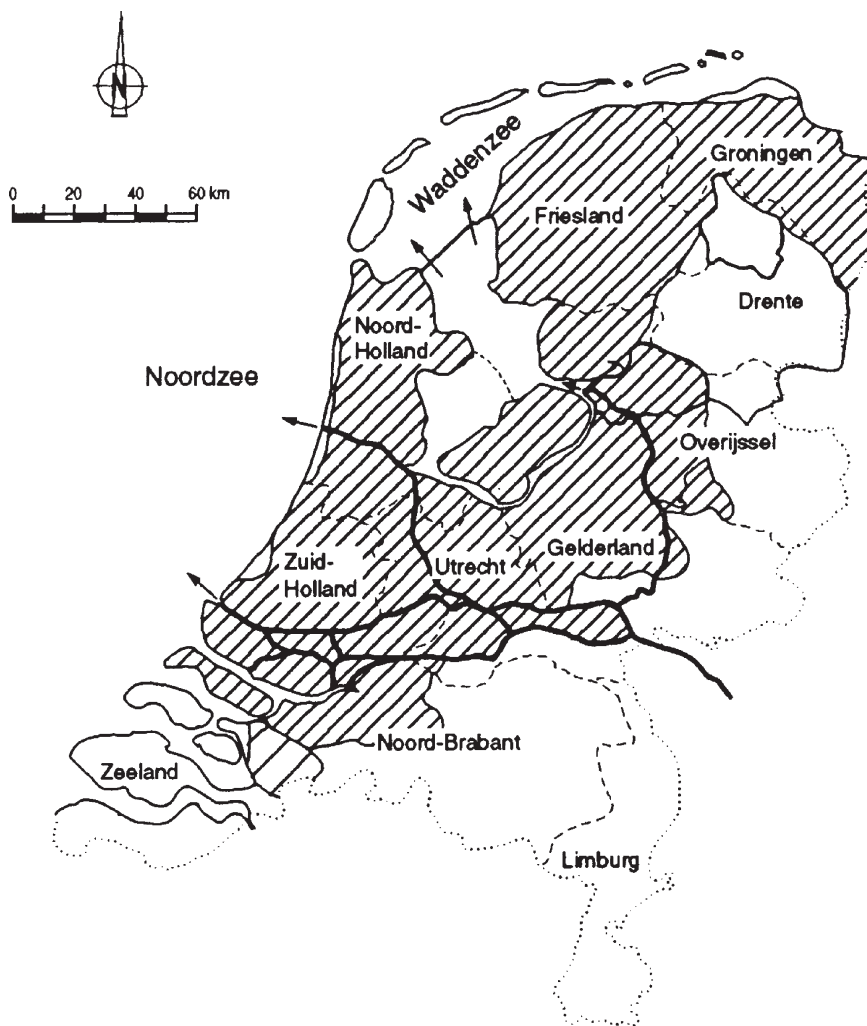 N
0 20 40 60 km
Waddenzee
Groningen
Friesland
Drente
Noord-
Holland
Noordzee
Overijssel
Gelderland
Utrecht
Zuid-
Holland
Noord-Brabant
Zeeland
Limburg